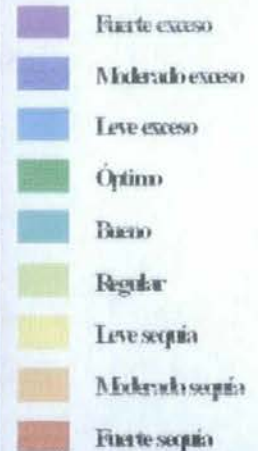 Fuerte exceso
Moderado exceso
Leve exceso
Óptimo
Bueno
Regular
Leve sequía
Moderado sequía
Fuerte sequía